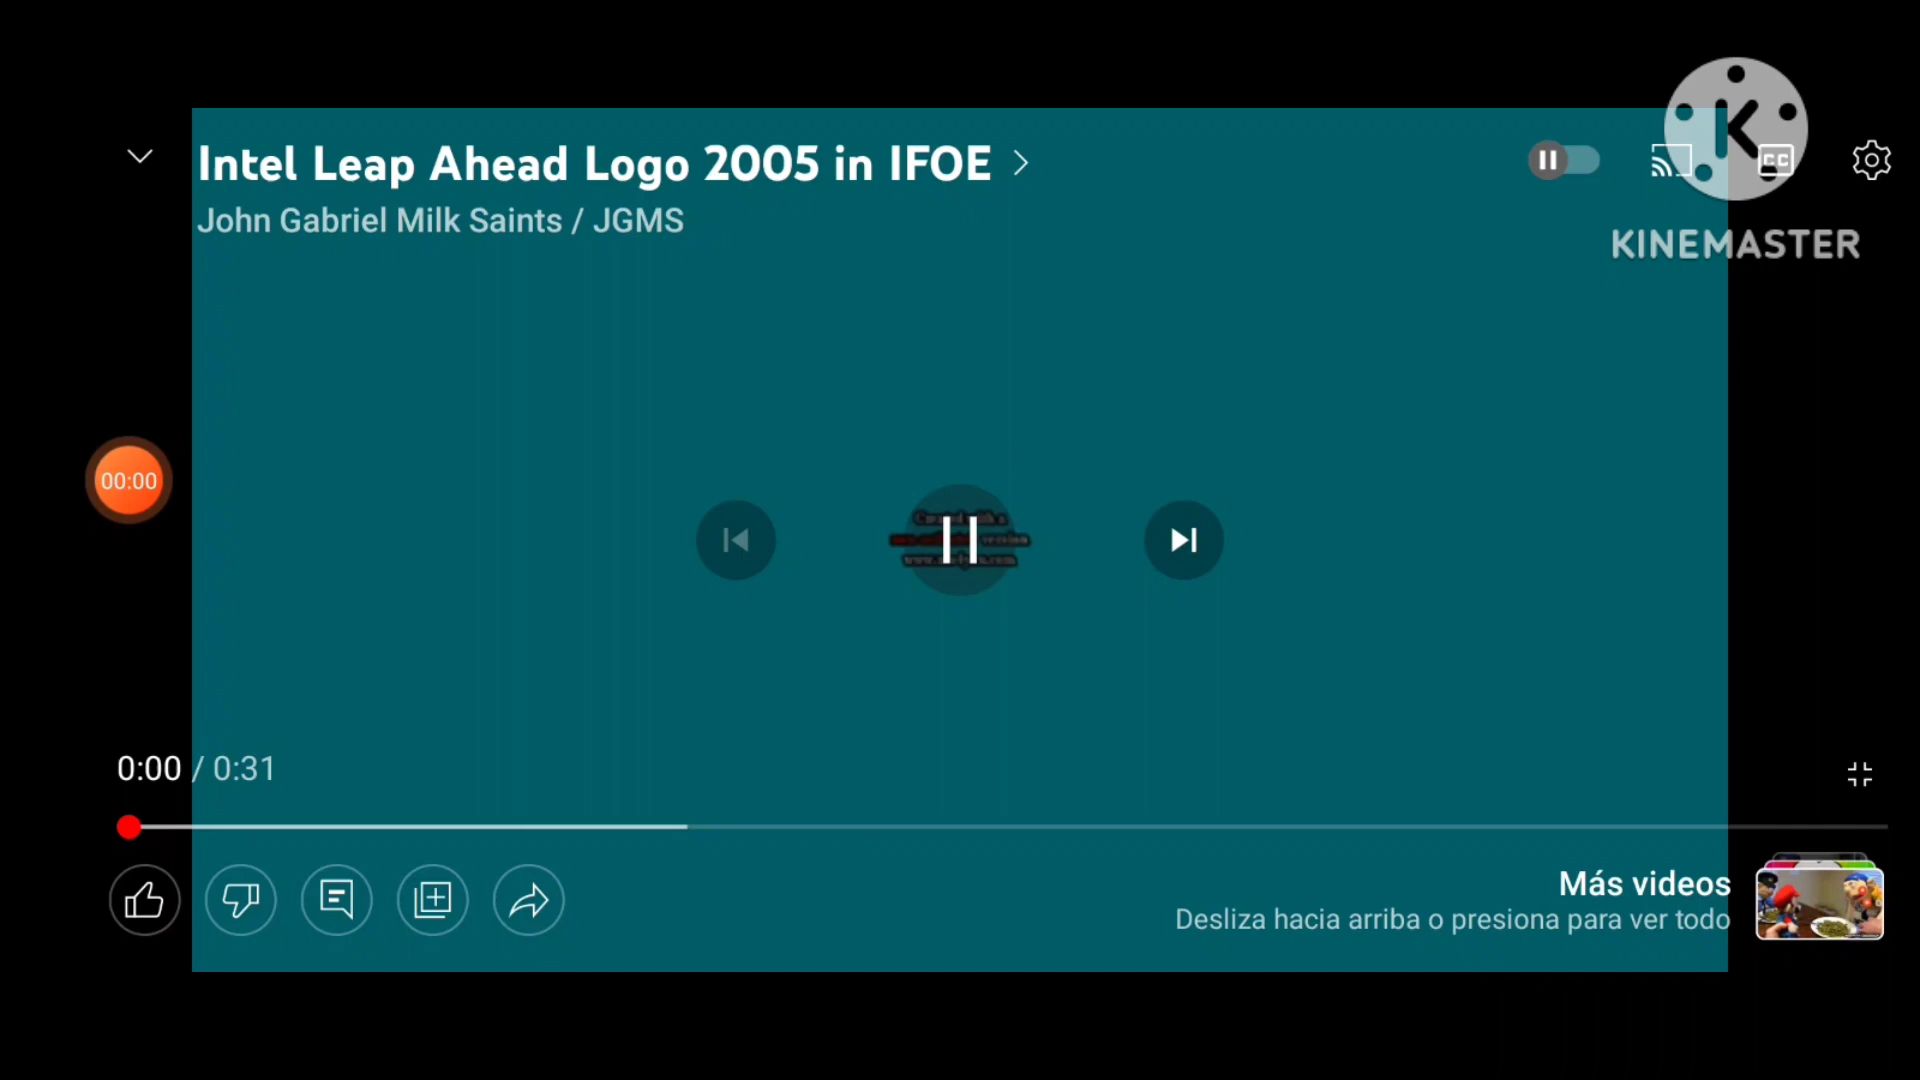 Intel Leap Ahead Logo 2005 in IFOE
John Gabriel Milk Saints / JGMS
CC
KINEMASTER
00:00
0:00 / 0:31
Más videos
Desliza hacia arriba o presiona para ver todo